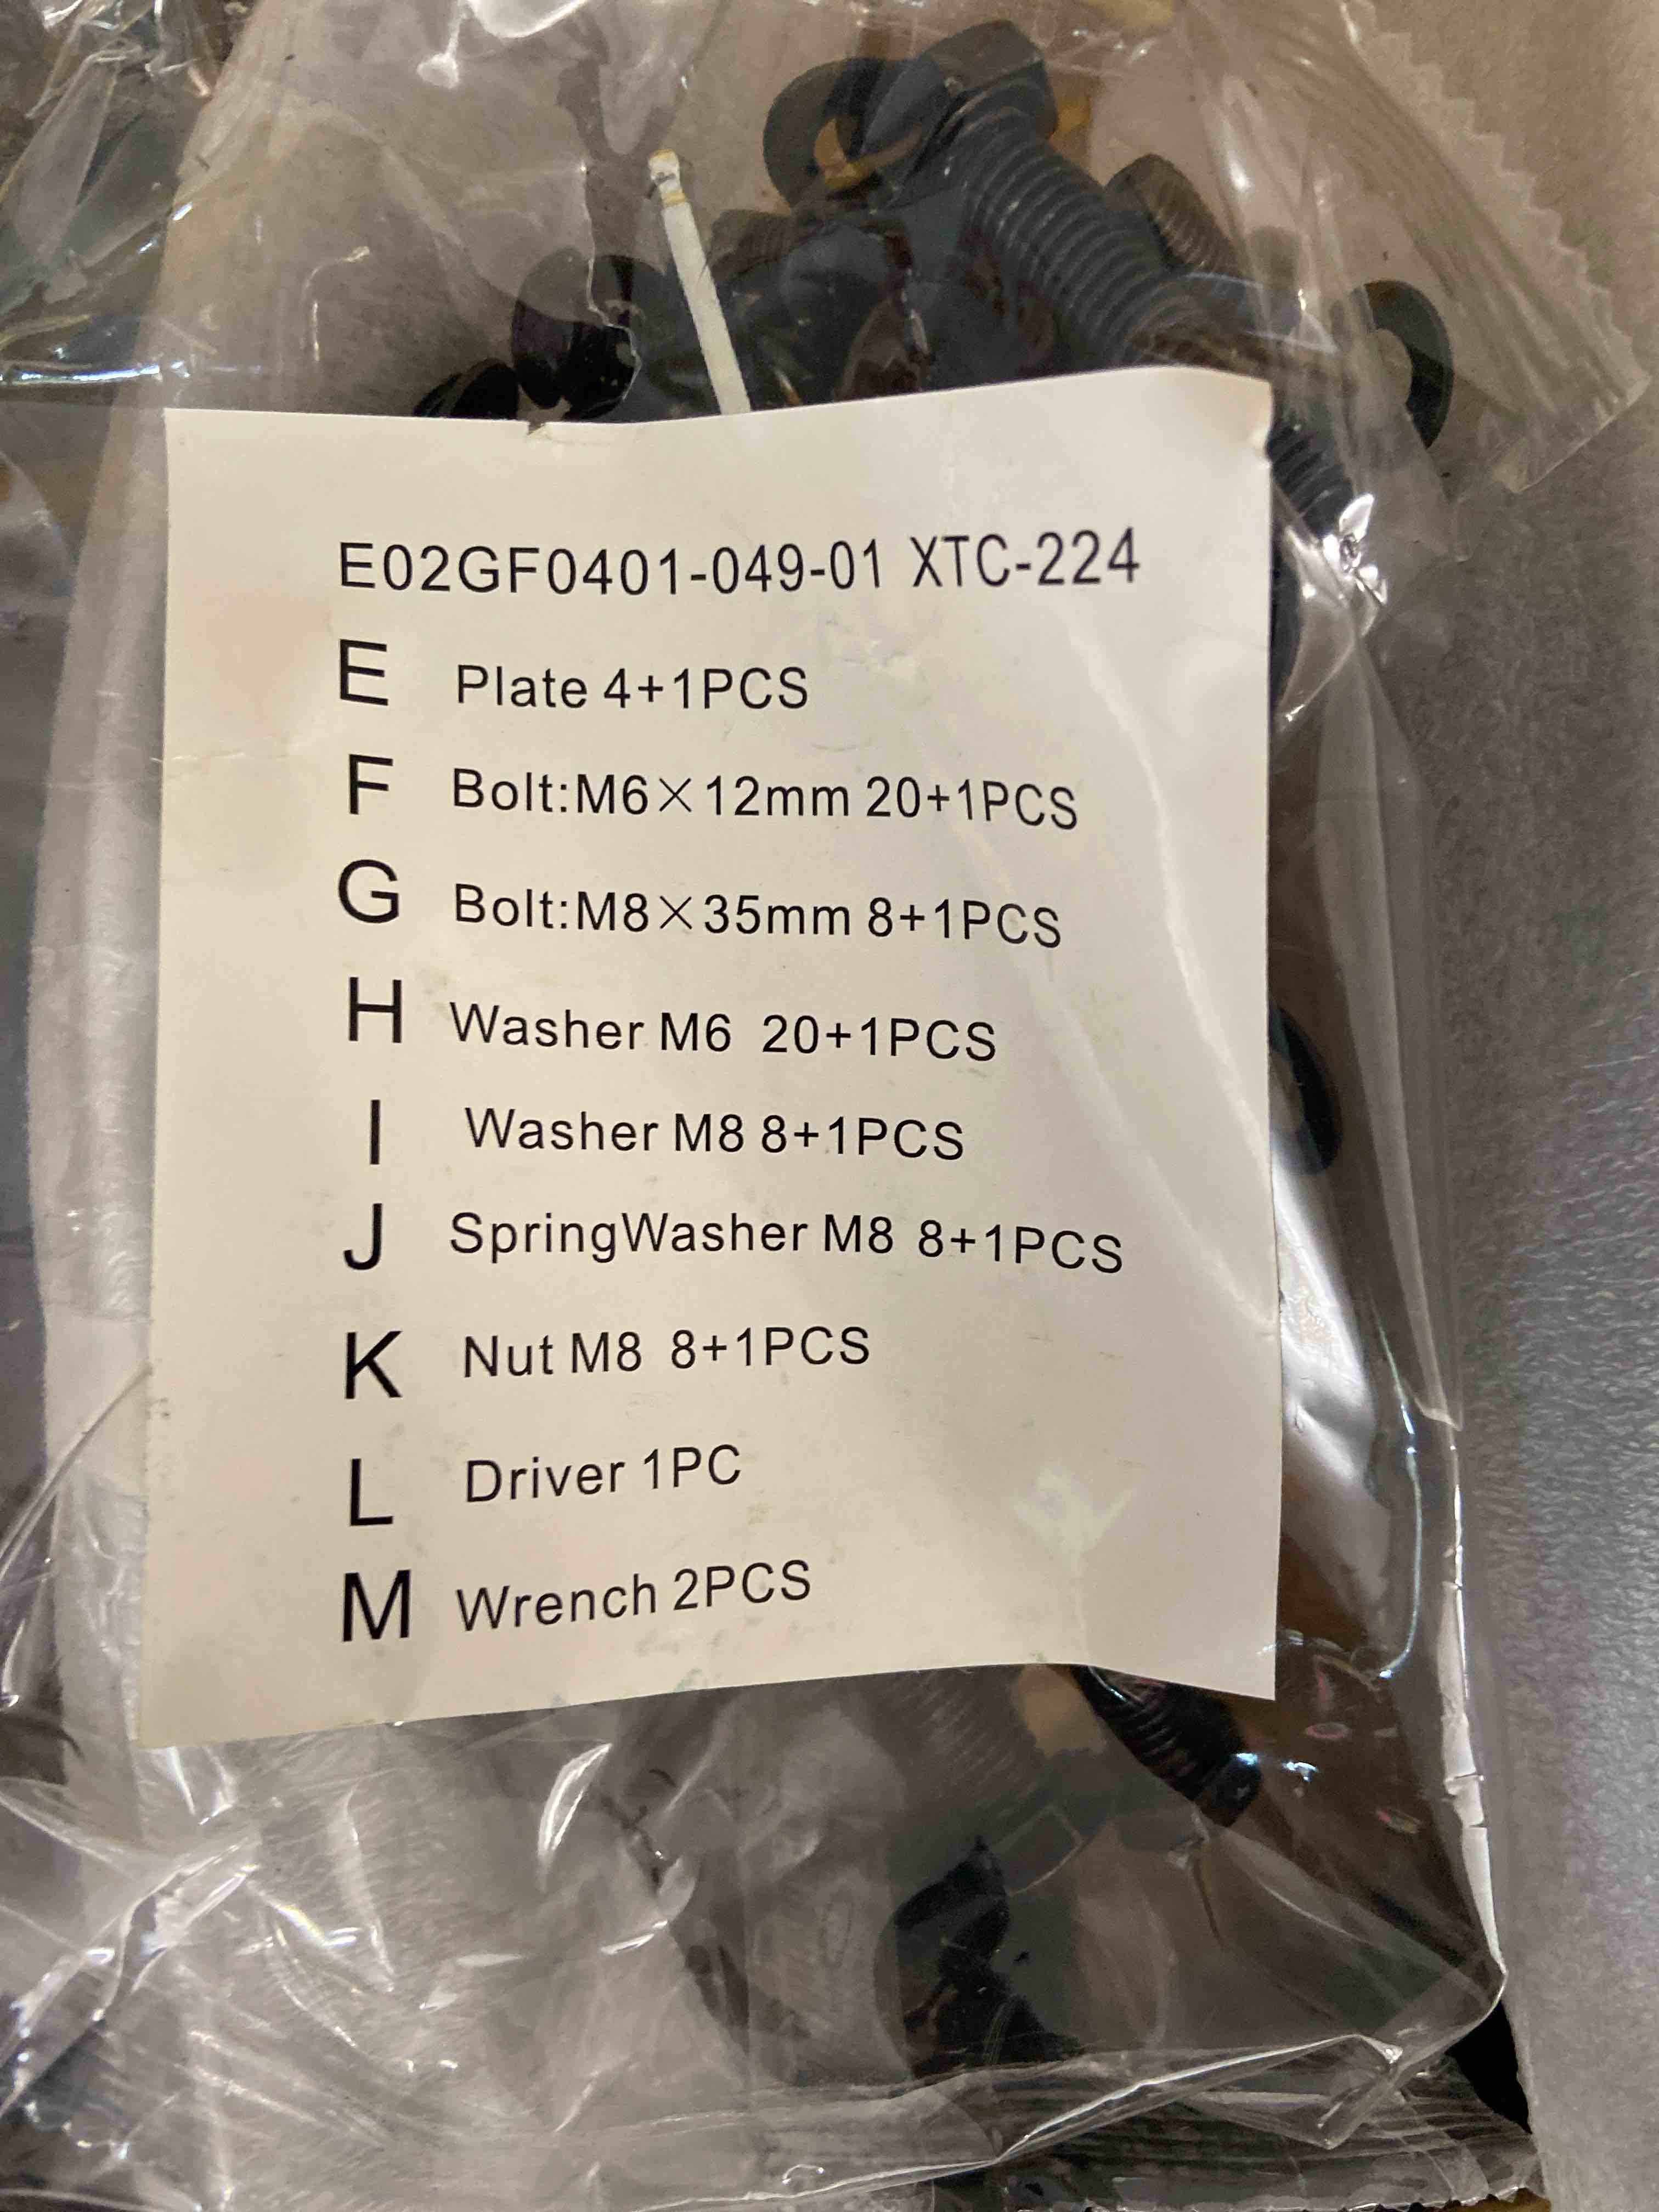 E02GF0401-049-01 XTC-224
E Plate 4+1PCS
F Bolt:M6×12mm 20+1PCS
G Bolt:M8×35mm 8+1PCS
H Washer M6 20+1PCS
I Washer M8 8+1PCS
J SpringWasher M8 8+1PCS
K Nut M8 8+1PCS
L Driver 1PC
M Wrench 2PCS